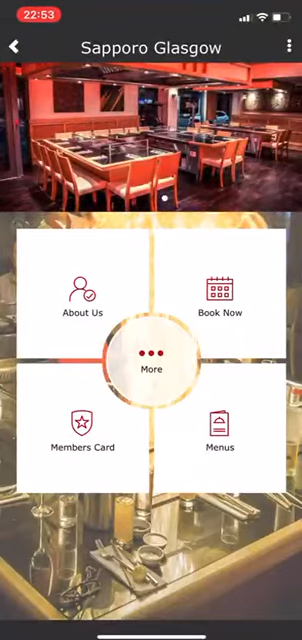 22:53
Sapporo Glasgow
About Us
Book Now
More
Members Card
Menus